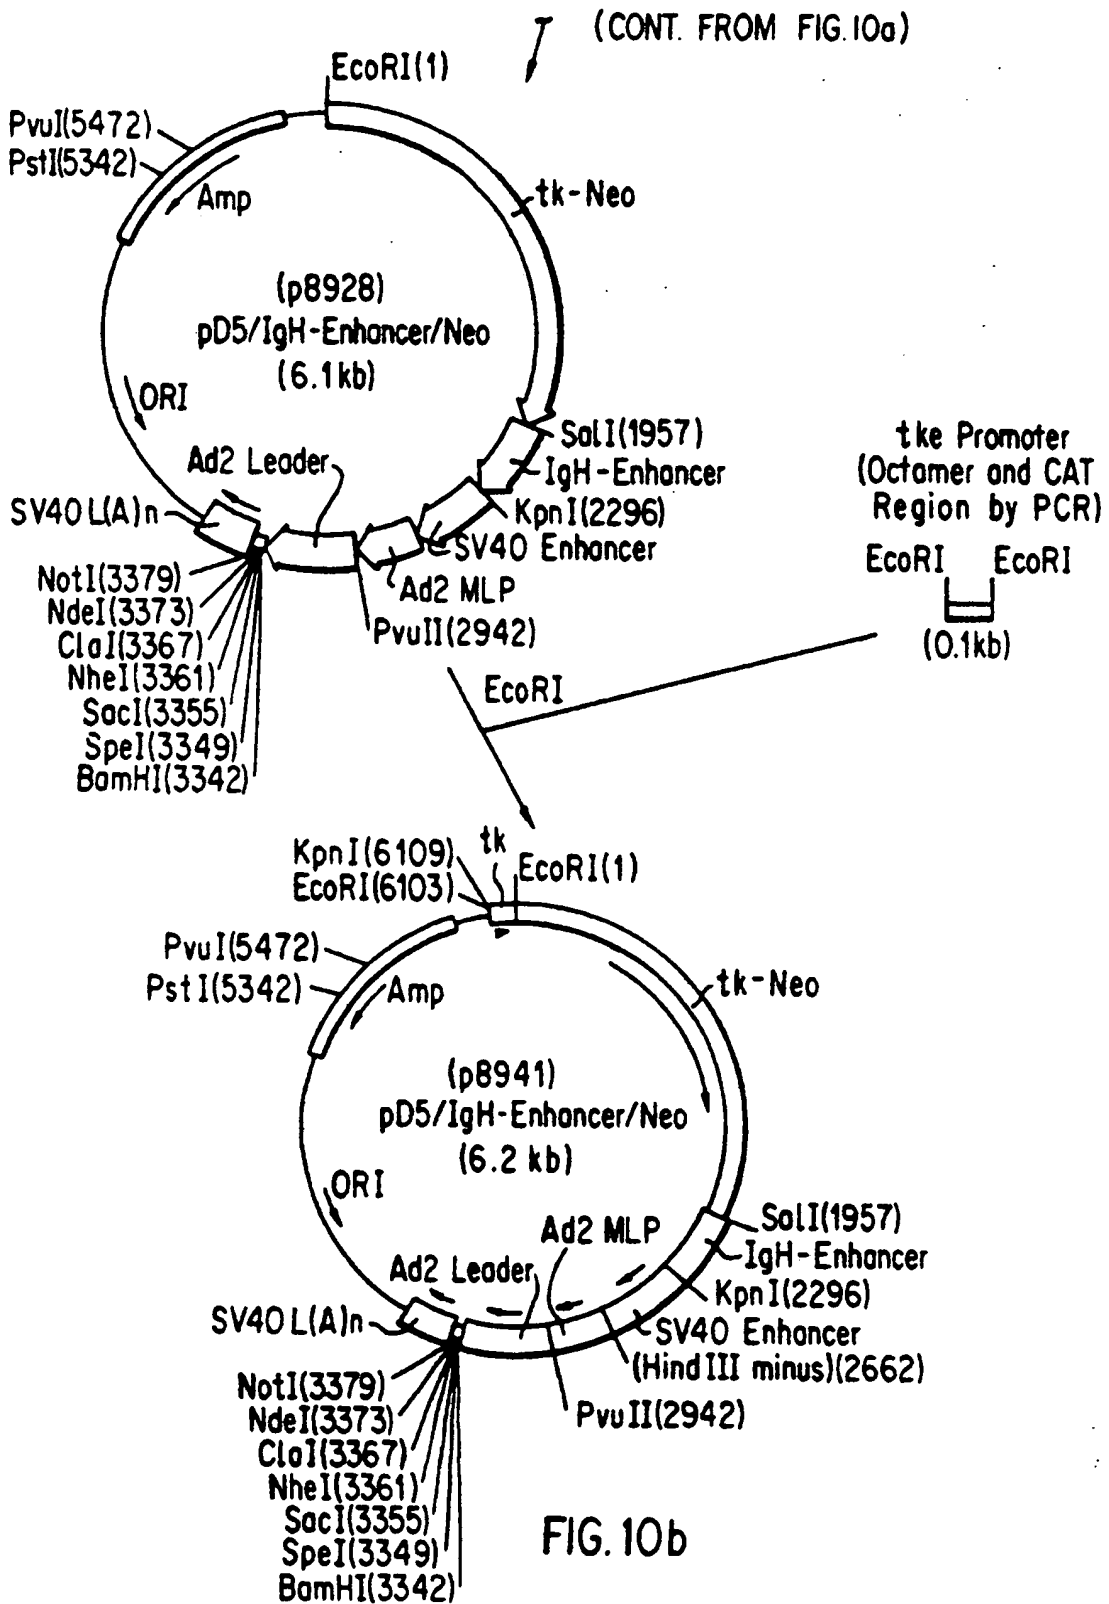 (CONT. FROM FIG.10a)
EcoRI(1)
PvuI(5472)
PstI(5342)
Amp
tk-Neo
(p8928)
pD5/IgH-Enhancer/Neo
(6.1kb)
ORI
Ad2 Leader
SV40L(A)n
SalI(1957)
IgH-Enhancer
KpnI(2296)
SV40 Enhancer
Ad2 MLP
PvuII(2942)
NotI(3379)
NdeI(3373)
ClaI(3367)
NheI(3361)
SacI(3355)
SpeI(3349)
BamHI(3342)
tke Promoter
(Octamer and CAT
Region by PCR)
EcoRI EcoRI
(0.1kb)
EcoRI
KpnI(6109)
tk
EcoRI(6103)
EcoRI(1)
PvuI(5472)
PstI(5342)
Amp
tk-Neo
(p8941)
pD5/IgH-Enhancer/Neo
(6.2 kb)
ORI
Ad2 MLP
Ad2 Leader
SV40L(A)n
SalI(1957)
IgH-Enhancer
KpnI(2296)
SV40 Enhancer
(Hind III minus)(2662)
PvuII(2942)
NotI(3379)
NdeI(3373)
ClaI(3367)
NheI(3361)
SacI(3355)
SpeI(3349)
BamHI(3342)
FIG. 10b